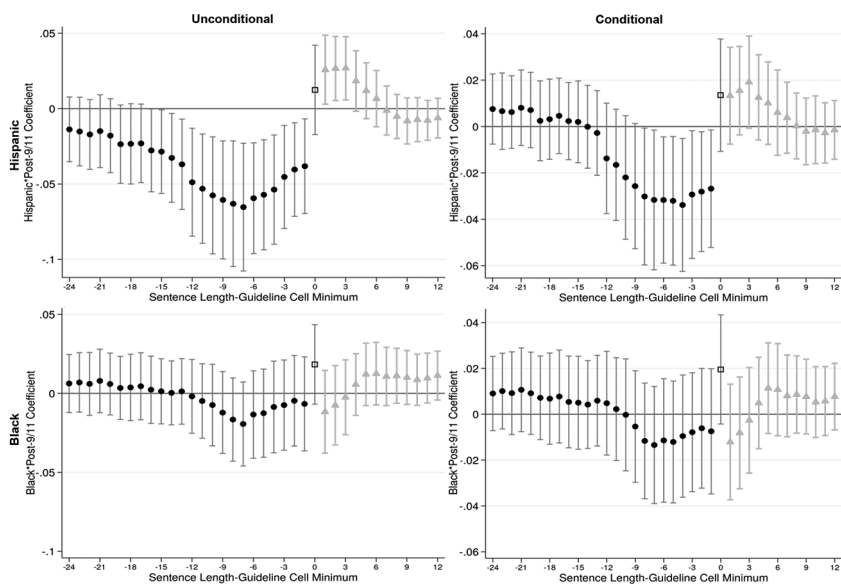 Unconditional
Conditional
Hispanic
Hispanic*Post-9/11 Coefficient
.05
0
-.05
-.1
-24 -21 -18 -15 -12 -9 -6 -3 0 3 6 9 12
Sentence Length-Guideline Cell Minimum
Hispanic*Post-9/11 Coefficient
.04
.02
0
-.02
-.04
-.06
-24 -21 -18 -15 -12 -9 -6 -3 0 3 6 9 12
Sentence Length-Guideline Cell Minimum
Black
Black*Post-9/11 Coefficient
.05
0
-.05
-.1
-24 -21 -18 -15 -12 -9 -6 -3 0 3 6 9 12
Sentence Length-Guideline Cell Minimum
Black*Post-9/11 Coefficient
.04
.02
0
-.02
-.04
-.06
-24 -21 -18 -15 -12 -9 -6 -3 0 3 6 9 12
Sentence Length-Guideline Cell Minimum